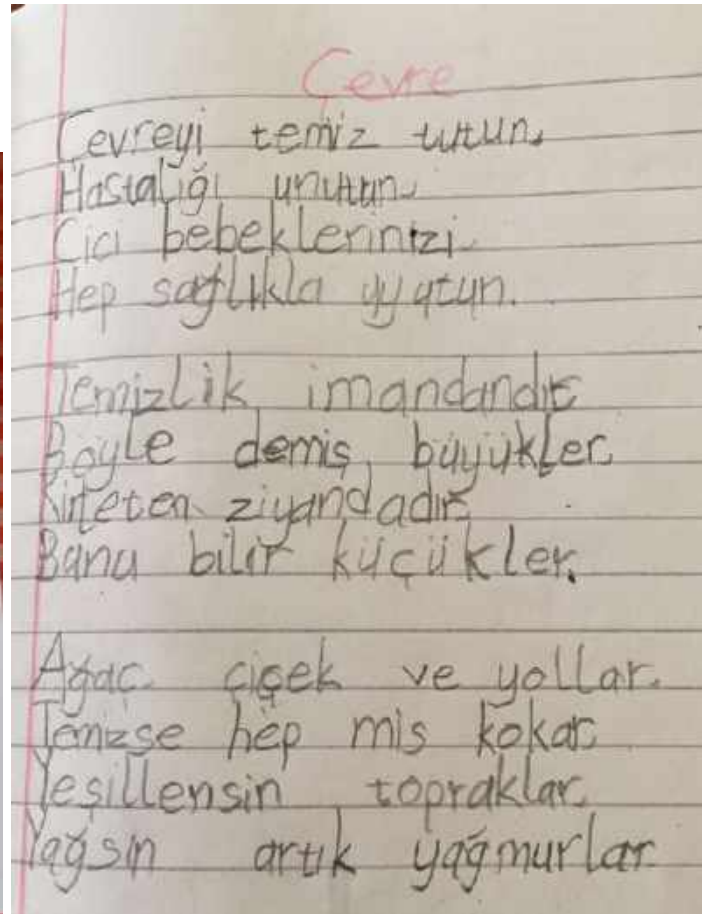 Çevre
Çevreyi temiz tutun.
Hastalığı unutun.
Cici bebeklerinizi
Hep sağlıkla uyutun.
Temizlik imandandır
Böyle demiş büyükler.
Kirleten ziyandadır
Bunu bilir küçükler.
Ağaç çiçek ve yollar.
Temizse hep mis kokar
Yeşillensin topraklar.
Yağsın artık yağmurlar